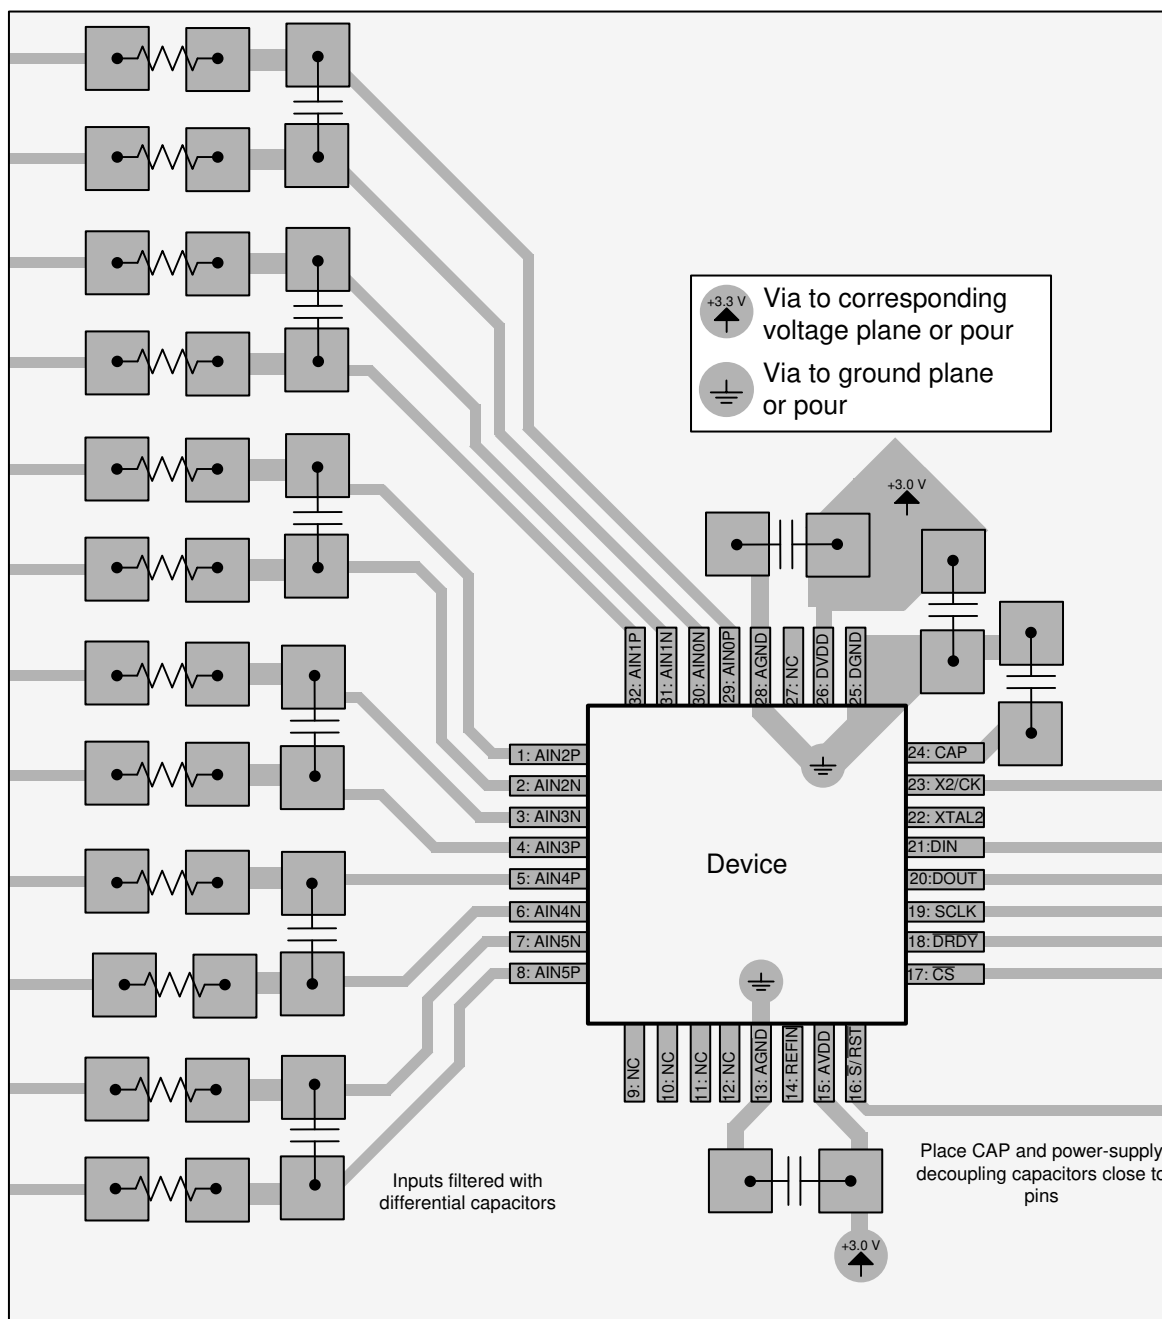 +3.3 V
Via to corresponding
voltage plane or pour
Via to ground plane
or pour
+3.0 V
32: AIN1P
31: AIN1N
30: AIN0N
29: AIN0P
28: AGND
27: NC
26: DVDD
25: DGND
1: AIN2P
2: AIN2N
3: AIN3N
4: AIN3P
5: AIN4P
6: AIN4N
7: AIN5N
8: AIN5P
Device
24: CAP
23: X2/CK
22: XTAL2
21:DIN
20:DOUT
19: SCLK
18: DRDY
17: CS
9: NC
10: NC
11: NC
12: NC
13: AGND
14: REFIN
15: AVDD
16: S/RST
Inputs filtered with
differential capacitors
Place CAP and power-supply
decoupling capacitors close to
pins
+3.0 V